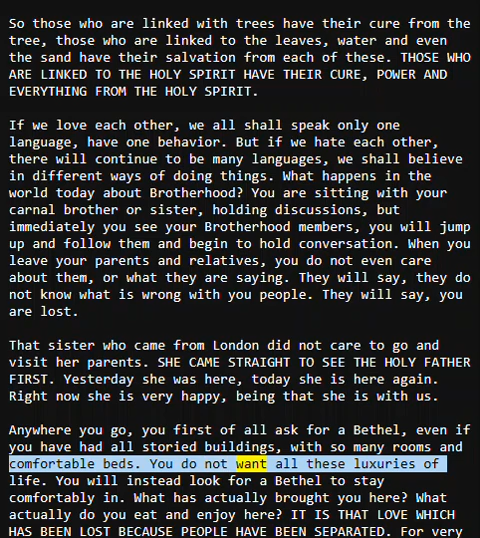 So those who are linked with trees have their cure from the
tree, those who are linked to the leaves, water and even
the sand have their salvation from each of these. THOSE WHO
ARE LINKED TO THE HOLY SPIRIT HAVE THEIR CURE, POWER AND
EVERYTHING FROM THE HOLY SPIRIT.
If we love each other, we all shall speak only one
language, have one behavior. But if we hate each other,
there will continue to be many languages, we shall believe
in different ways of doing things. What happens in the
world today about Brotherhood? You are sitting with your
carnal brother or sister, holding discussions, but
immediately you see your Brotherhood members, you will jump
up and follow them and begin to hold conversation. When you
leave your parents and relatives, you do not even care
about them, or what they are saying. They will say, they do
not know what is wrong with you people. They will say, you
are lost.
That sister who came from London did not care to go and
visit her parents. SHE CAME STRAIGHT TO SEE THE HOLY FATHER
FIRST. Yesterday she was here, today she is here again.
Right now she is very happy, being that she is with us.
Anywhere you go, you first of all ask for a Bethel, even if
you have had all storied buildings, with so many rooms and
comfortable beds. You do not want all these luxuries of
life. You will instead look for a Bethel to stay
comfortably in. What has actually brought you here? What
actually do you eat and enjoy here? IT IS THAT LOVE WHICH
HAS BEEN LOST BECAUSE PEOPLE HAVE BEEN SEPARATED. For very